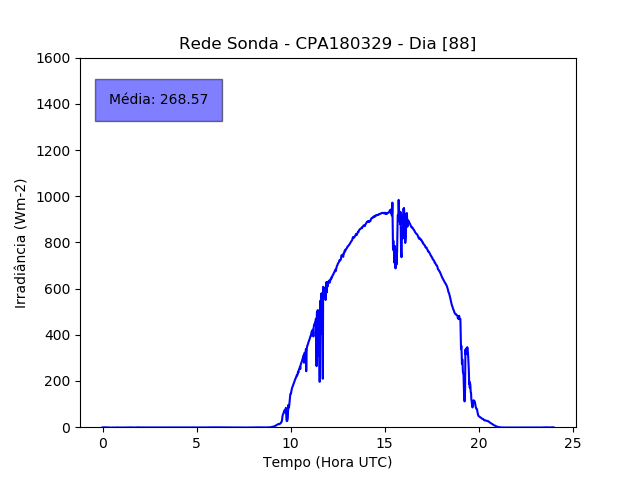 Rede Sonda - CPA180329 - Dia [88]
1600
1400
1200
1000
800
600
400
200
0
Irradiância (Wm-2)
Média: 268.57
0 5 10 15 20 25
Tempo (Hora UTC)